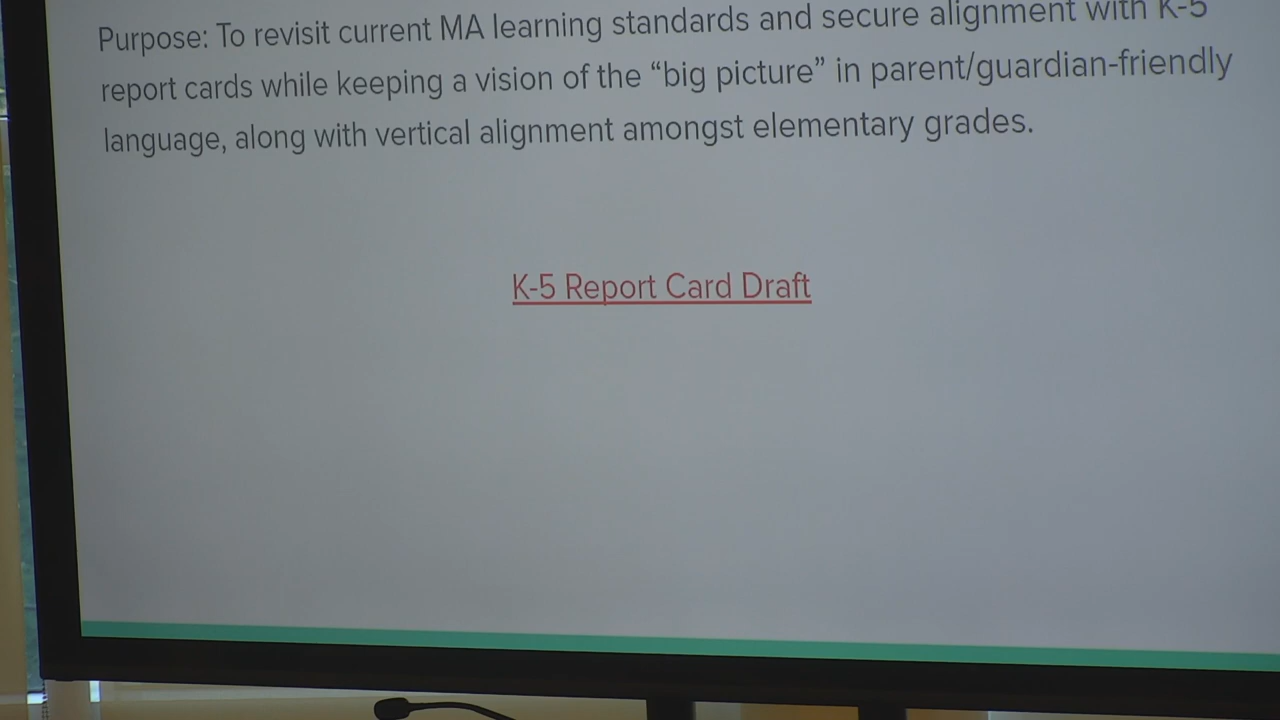 Purpose: To revisit current MA learning standards and secure alignment with K-5
report cards while keeping a vision of the “big picture” in parent/guardian-friendly
language, along with vertical alignment amongst elementary grades.
K-5 Report Card Draft